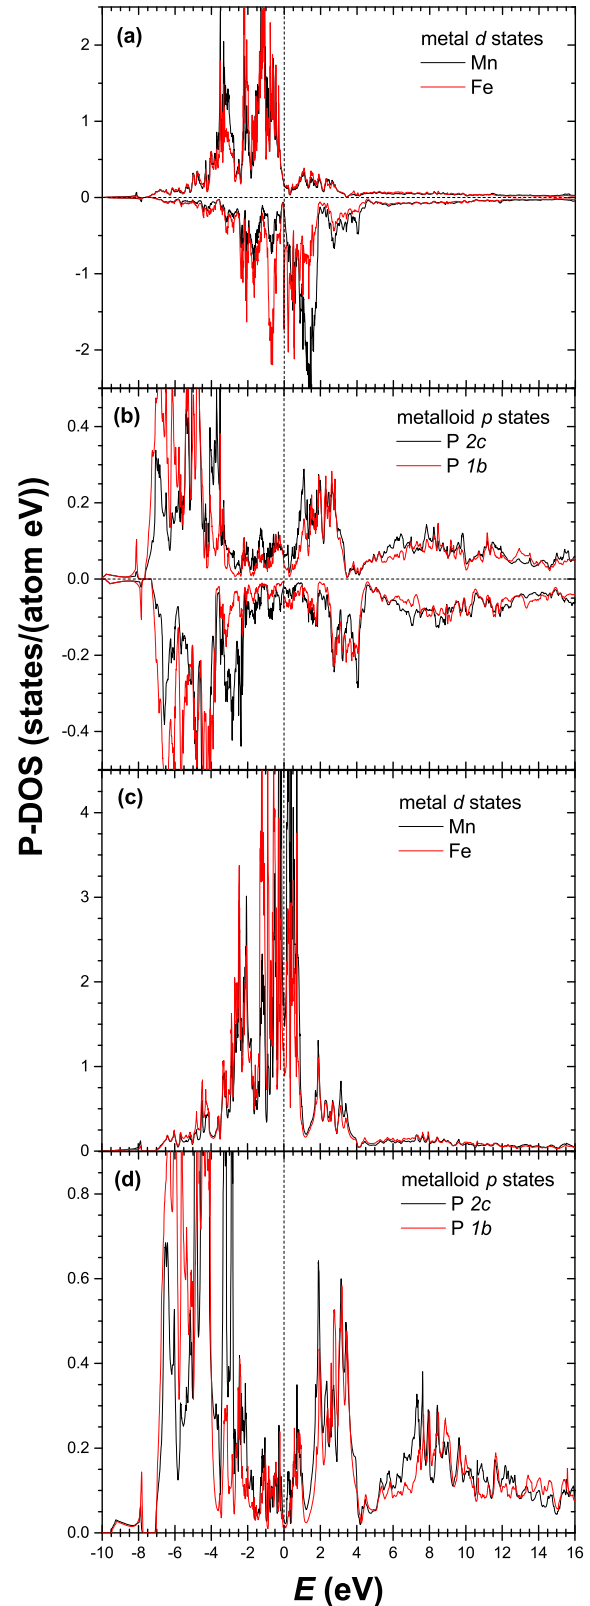 (a)
metal d states
Mn
Fe
2
1
0
-1
-2
(b)
metalloid p states
P 2c
P 1b
0.4
0.2
0.0
-0.2
-0.4
P-DOS (states/(atom eV))
(c)
metal d states
Mn
Fe
4
3
2
1
0
(d)
metalloid p states
P 2c
P 1b
0.8
0.6
0.4
0.2
0.0
-10 -8 -6 -4 -2 0 2 4 6 8 10 12 14 16
E (eV)